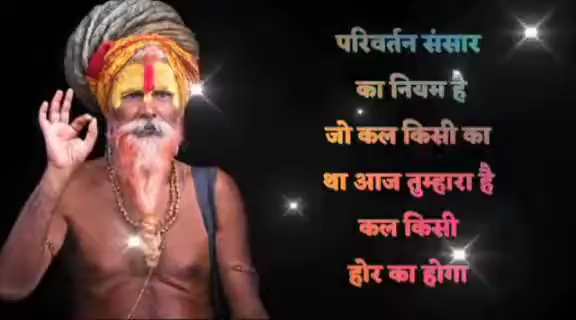 परिवर्तन संसार
का नियम है
जो कल किसी का
था आज तुम्हारा है
कल किसी
होर का होगा